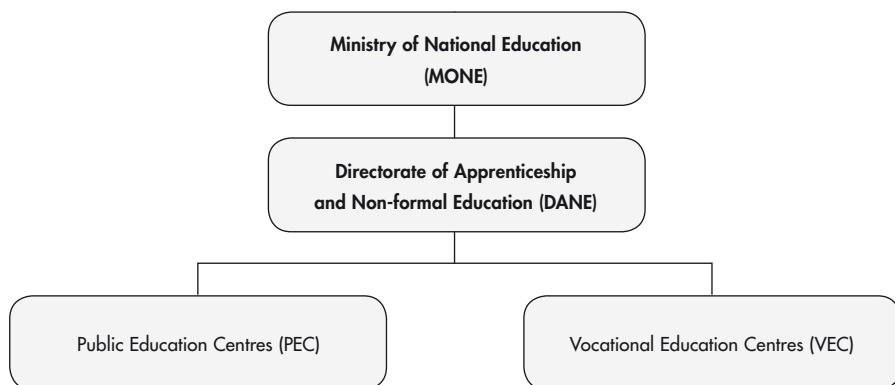 Ministry of National Education
(MONE)
Directorate of Apprenticeship
and Non-formal Education (DANE)
Public Education Centres (PEC)
Vocational Education Centres (VEC)